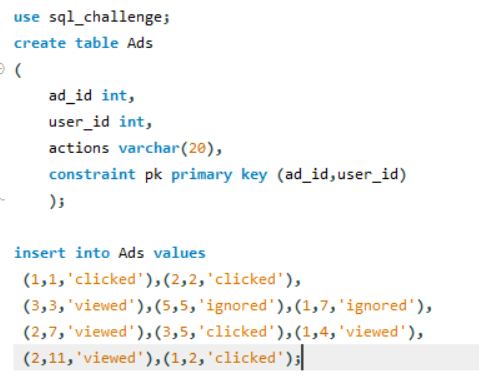 use sql_challenge;
create table Ads
(
ad_id int,
user_id int,
actions varchar(20),
constraint pk primary key (ad_id,user_id)
);
insert into Ads values
(1,1,'clicked'),(2,2,'clicked'),
(3,3,'viewed'),(5,5,'ignored'),(1,7,'ignored'),
(2,7,'viewed'),(3,5,'clicked'),(1,4,'viewed'),
(2,11,'viewed'),(1,2,'clicked');